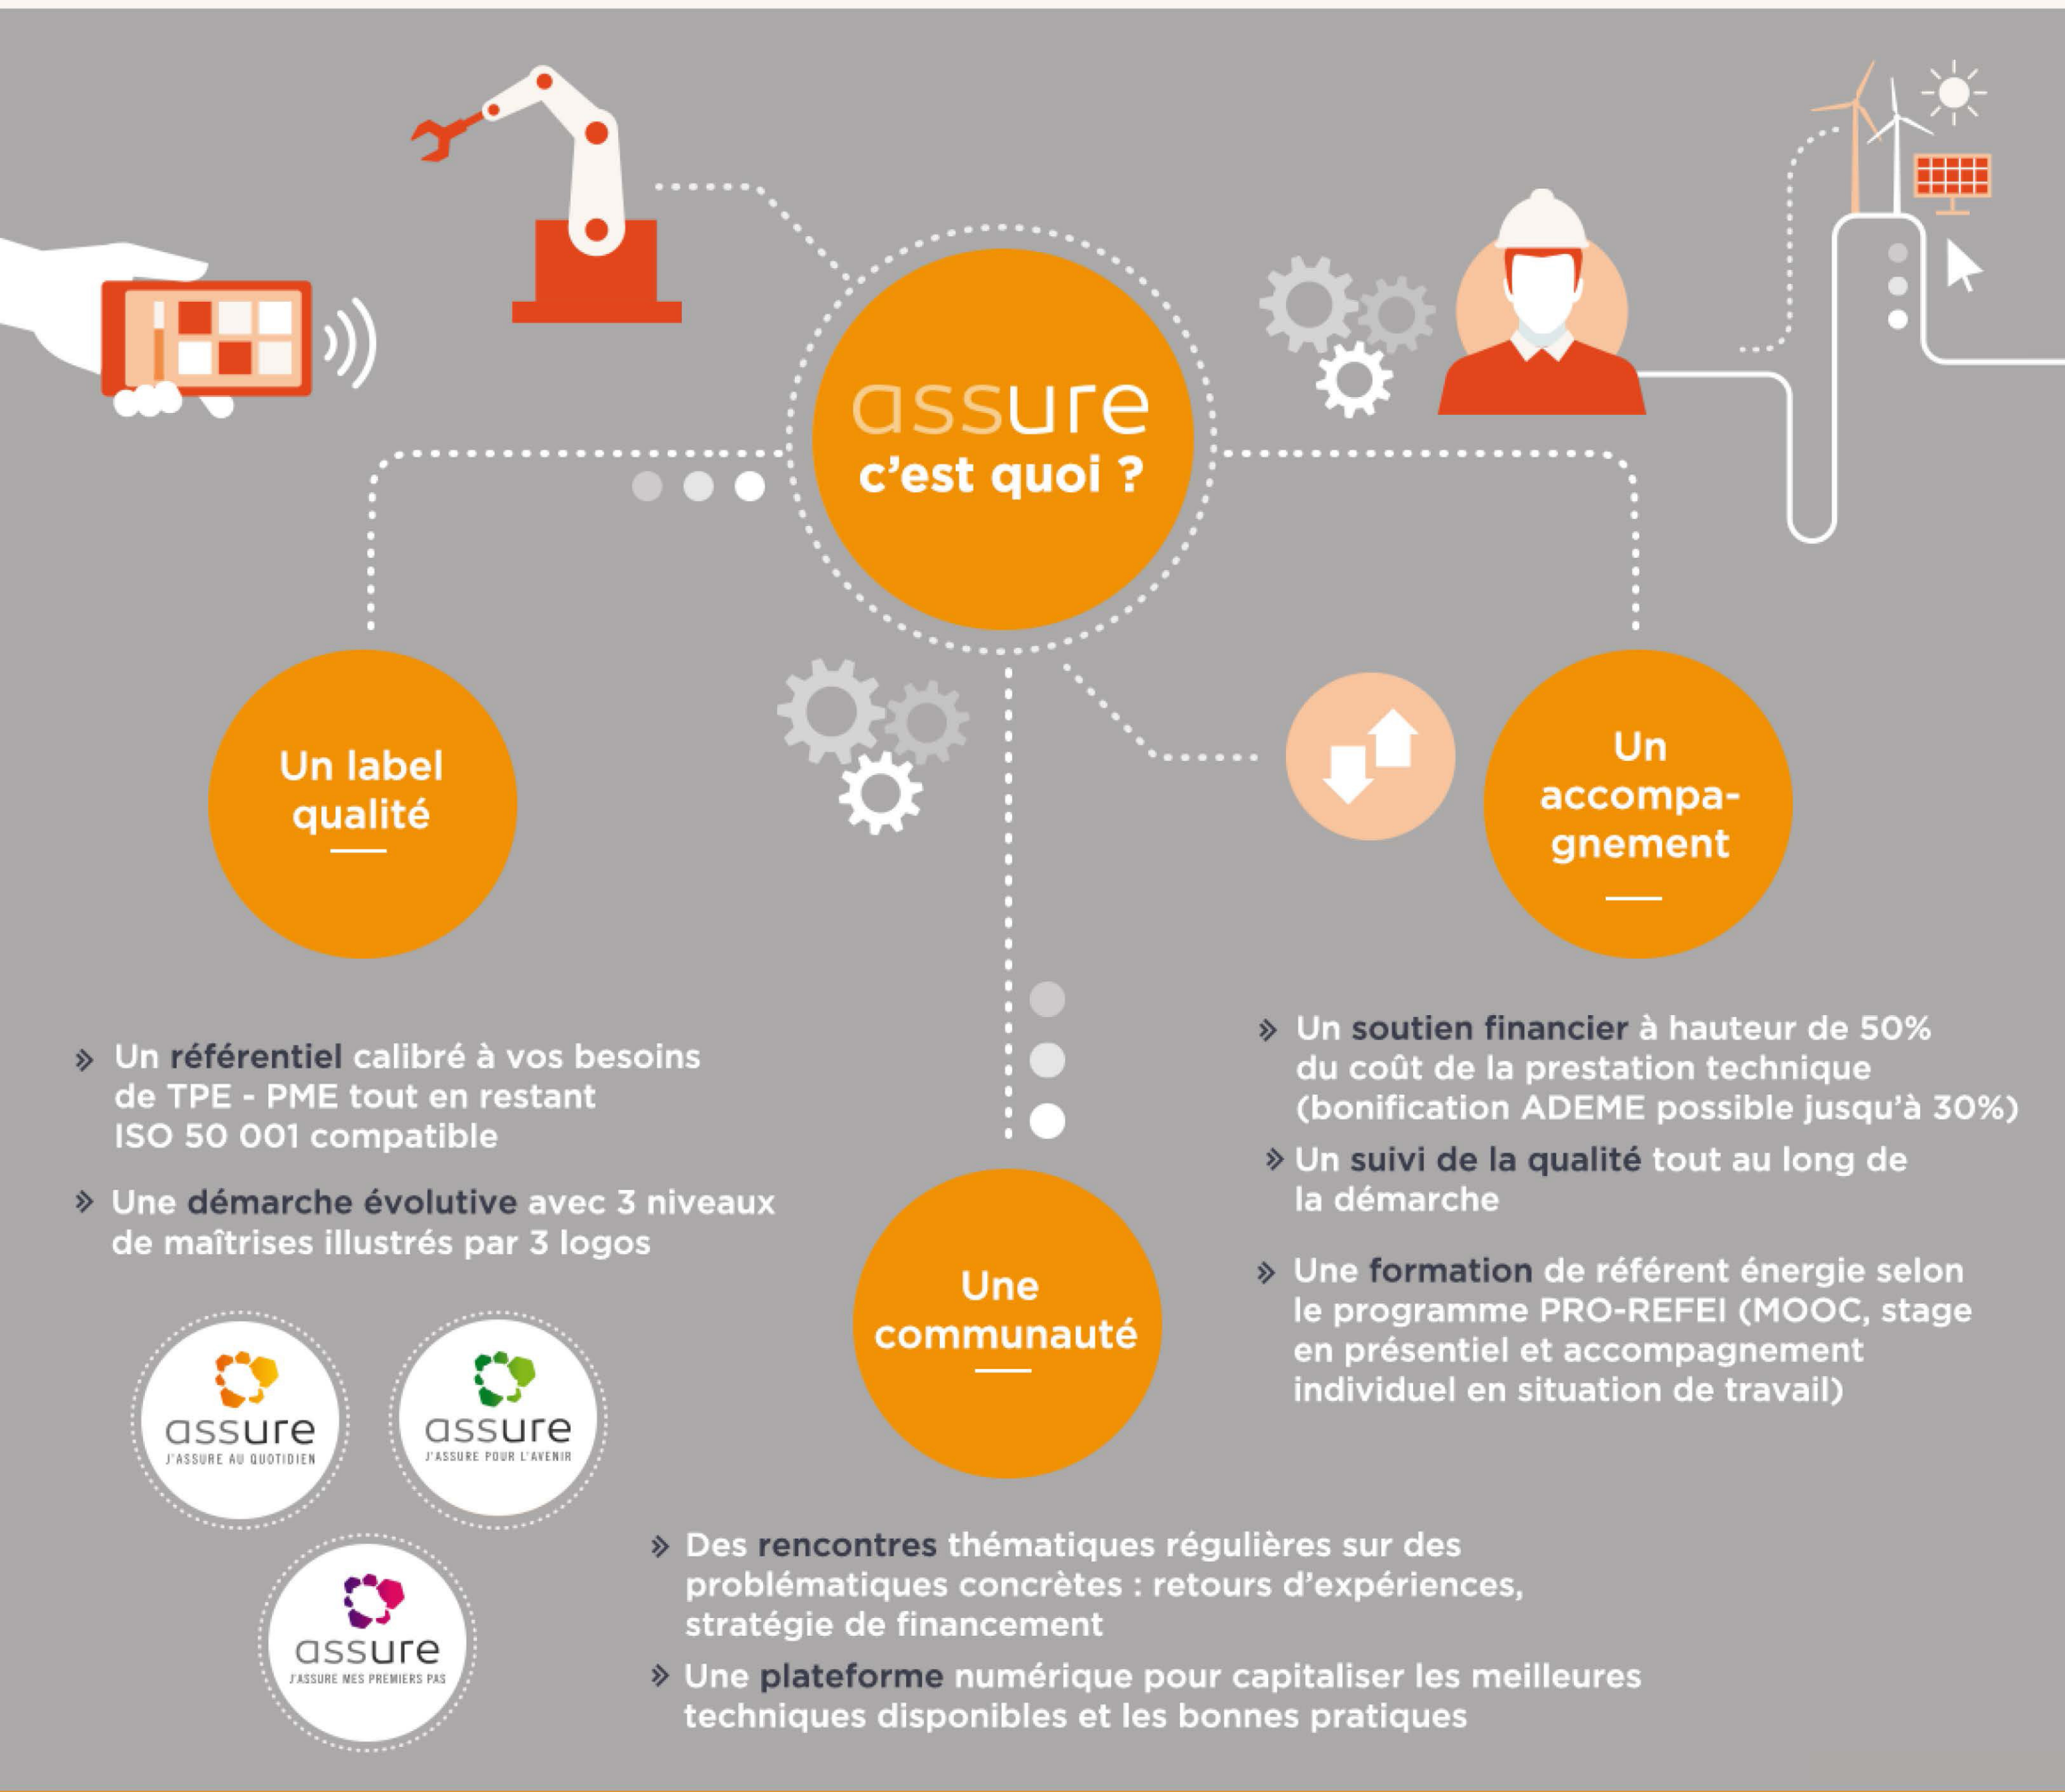 assure
c'est quoi ?
Un label
qualité
Un
accompa-
gnement
» Un référentiel calibré à vos besoins
de TPE - PME tout en restant
ISO 50 001 compatible
» Une démarche évolutive avec 3 niveaux
de maîtrises illustrés par 3 logos
assure
J'ASSURE AU QUOTIDIEN
assure
J'ASSURE POUR L'AVENIR
assure
J'ASSURE MES PREMIERS PAS
» Un soutien financier à hauteur de 50%
du coût de la prestation technique
(bonification ADEME possible jusqu'à 30%)
» Un suivi de la qualité tout au long de
la démarche
» Une formation de référent énergie selon
le programme PRO-REFEI (MOOC, stage
en présentiel et accompagnement
individuel en situation de travail)
Une
communauté
» Des rencontres thématiques régulières sur des
problématiques concrètes : retours d'expériences,
stratégie de financement
» Une plateforme numérique pour capitaliser les meilleures
techniques disponibles et les bonnes pratiques